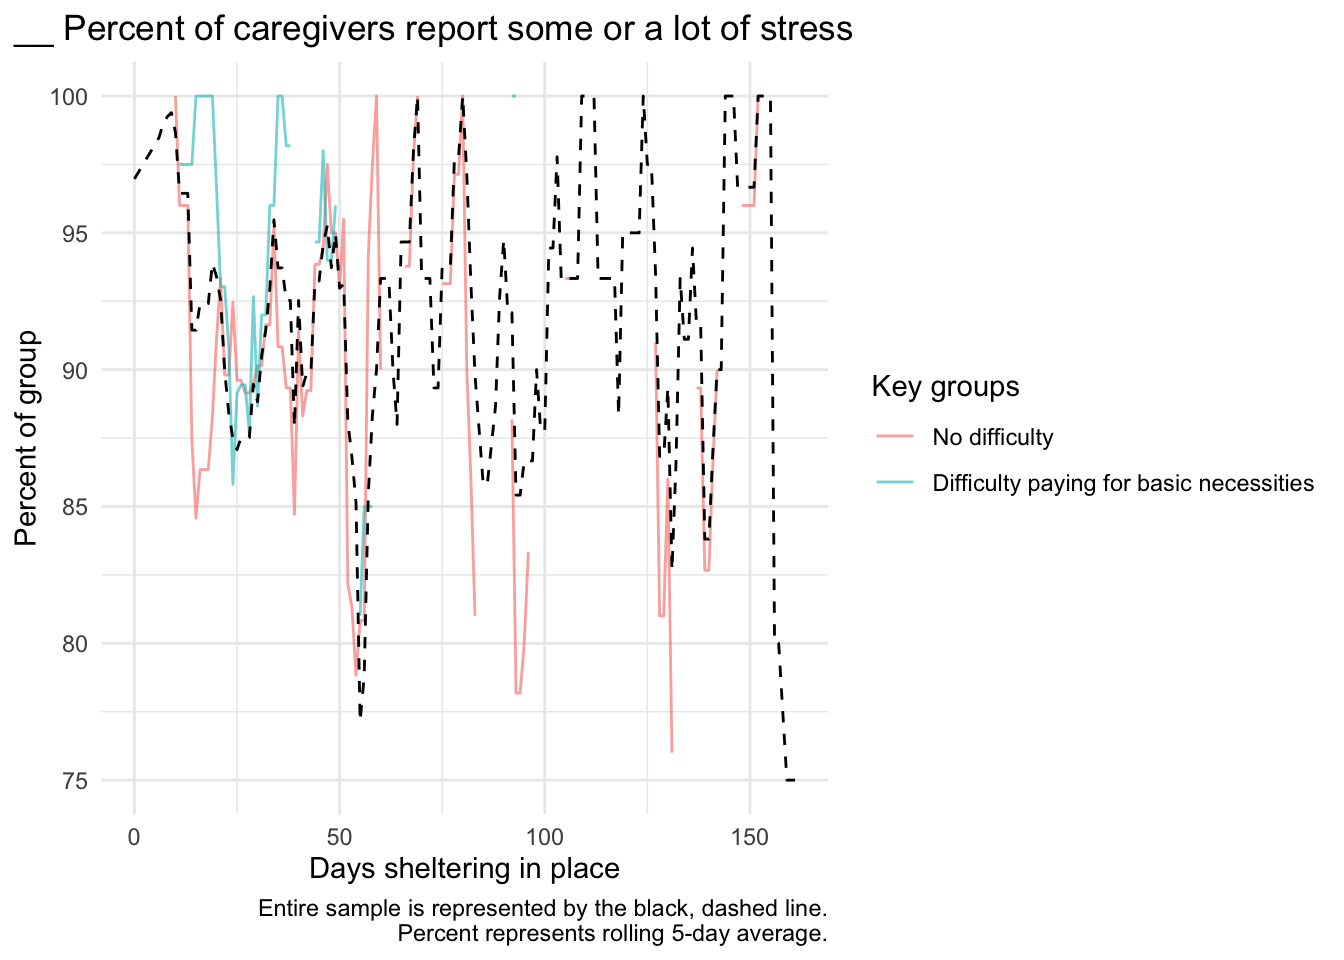 __ Percent of caregivers report some or a lot of stress
100
95
90
85
80
75
Percent of group
0 50 100 150
Days sheltering in place
Key groups
No difficulty
Difficulty paying for basic necessities
Entire sample is represented by the black, dashed line.
Percent represents rolling 5-day average.